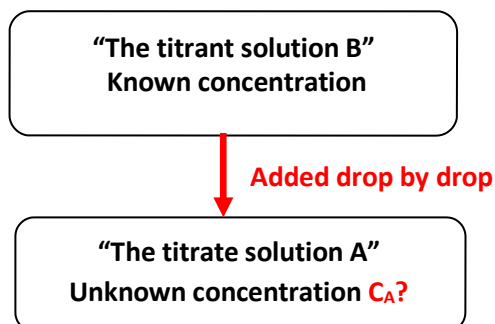 “The titrant solution B”
Known concentration
Added drop by drop
“The titrate solution A”
Unknown concentration CA?